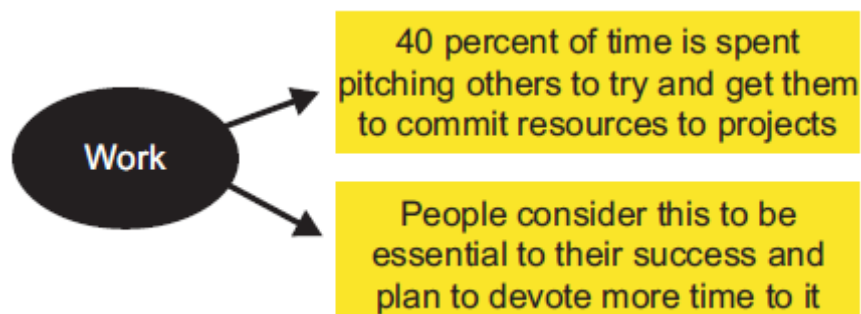 Work
40 percent of time is spent
pitching others to try and get them
to commit resources to projects
People consider this to be
essential to their success and
plan to devote more time to it